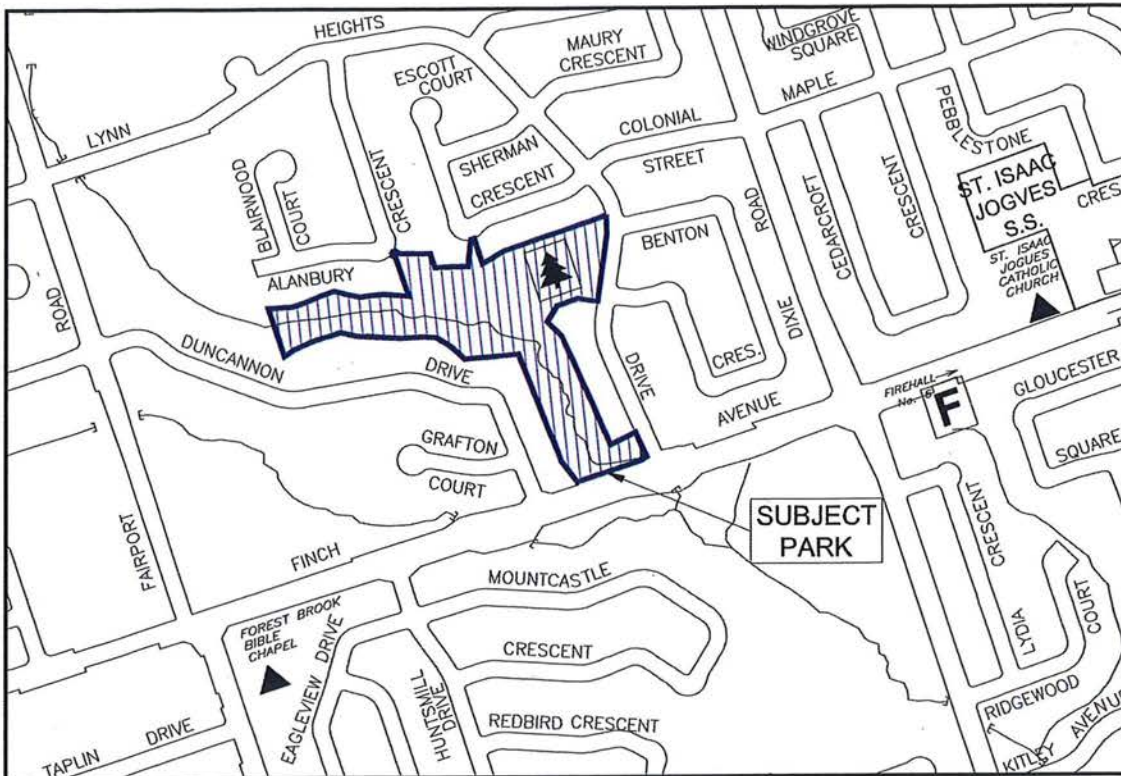 HEIGHTS
LYNN
ESCOTT
COURT
MAURY
CRESCENT
WINDGROVE
SQUARE
MAPLE
COLONIAL
STREET
SHERMAN
CRESCENT
CRESCENT
BLAIRWOOD
COURT
ALANBURY
ROAD
FAIRPORT
DUNCANNON
DRIVE
GRAFTON
COURT
BENTON
CRES.
DRIVE
ROAD
DIXIE
CEDARCROFT
CRESCENT
PEBBLESTONE
CRES
ST. ISAAC
JOGVES
S.S.
ST. ISAAC
JOGUES
CATHOLIC
CHURCH
FINCH
AVENUE
FIREHALL
No. 6
F
GLOUCESTER
SQUARE
SUBJECT
PARK
MOUNTCASTLE
CRESCENT
REDBIRD CRESCENT
FOREST BROOK
BIBLE
CHAPEL
EAGLEVIEW DRIVE
HUNTSMILL
DRIVE
TAPLIN DRIVE
CRESCENT
LYDIA
COURT
RIDGEWOOD
KITLEY AVENUE